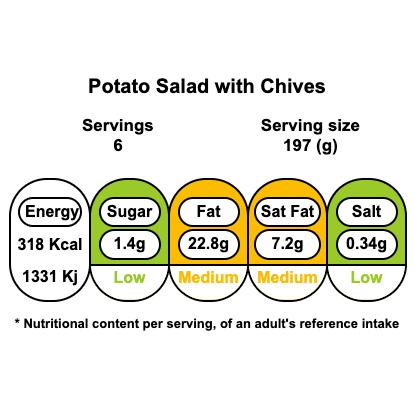 Potato Salad with Chives
Servings Serving size
6 197 (g)
Energy Sugar Fat Sat Fat Salt
318 Kcal 1.4g 22.8g 7.2g 0.34g
1331 Kj Low Medium Medium Low
* Nutritional content per serving, of an adult's reference intake